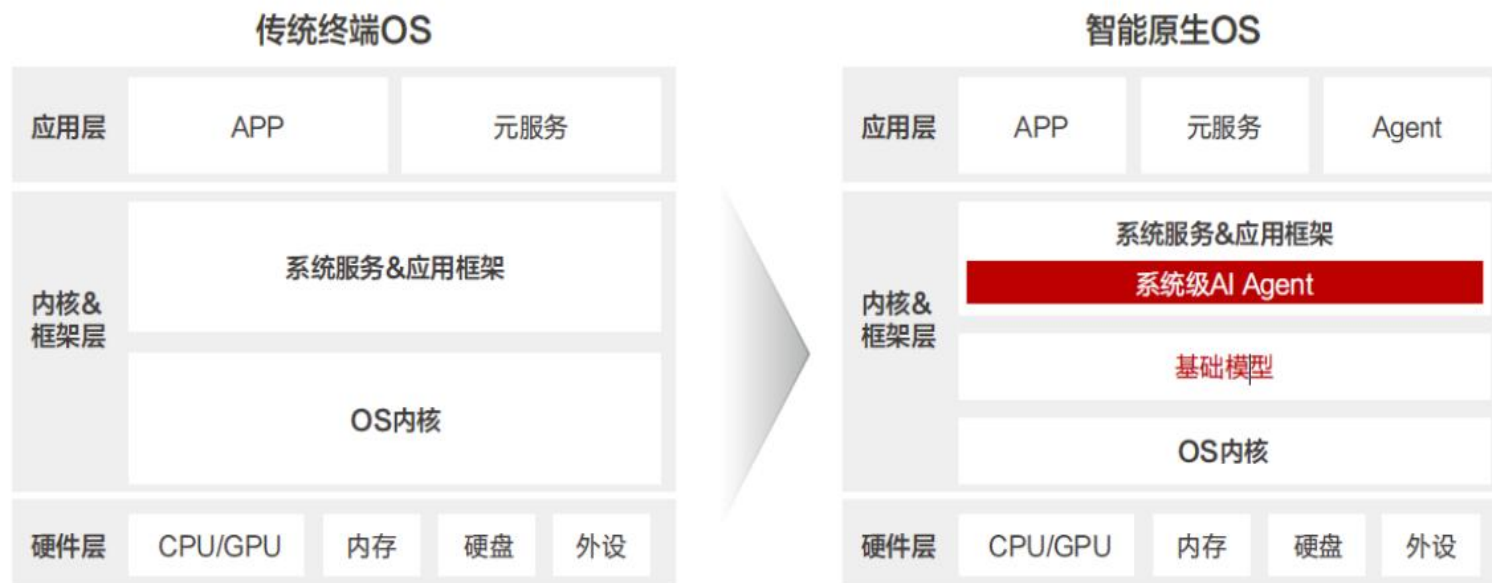 传统终端OS
应用层
APP
元服务
内核&
框架层
系统服务&应用框架
OS内核
硬件层
CPU/GPU
内存
硬盘
外设
智能原生OS
应用层
APP
元服务
Agent
内核&
框架层
系统服务&应用框架
系统级AI Agent
基础模型
OS内核
硬件层
CPU/GPU
内存
硬盘
外设